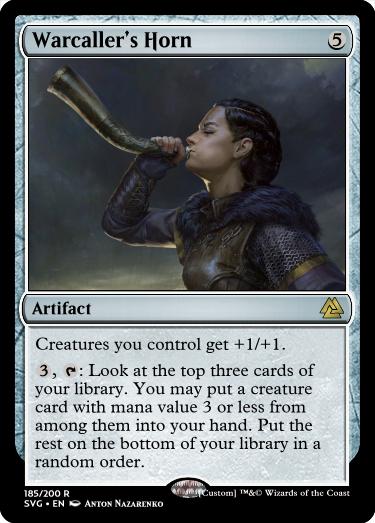 Warcaller's Horn 5
Artifact
Creatures you control get +1/+1.
3, : Look at the top three cards of
your library. You may put a creature
card with mana value 3 or less from
among them into your hand. Put the
rest on the bottom of your library in a
random order.
185/200 R
SVG • EN Anton Nazarenko
[Custom] ™&© Wizards of the Coast